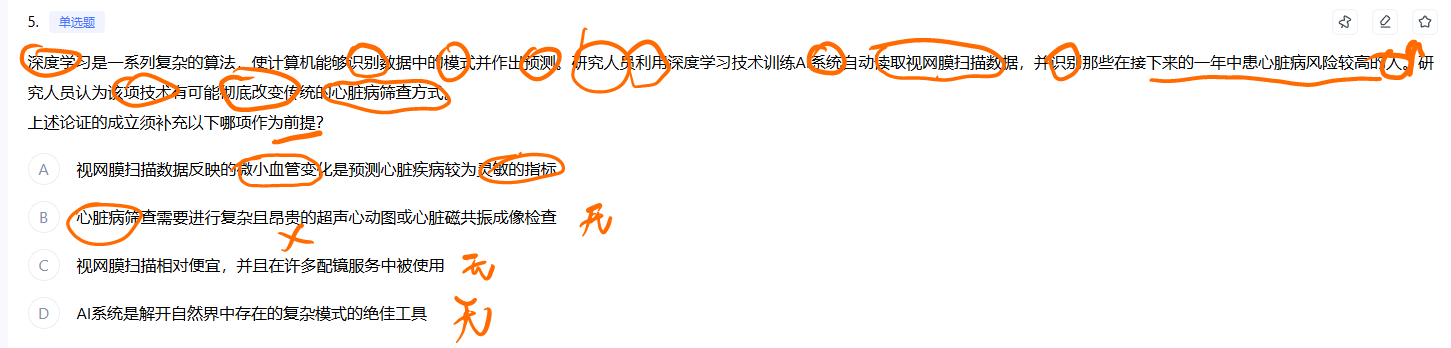 5. 单选题
深度学习是一系列复杂的算法，使计算机能够识别数据中的模式并作出预测。研究人员利用深度学习技术训练AI系统自动读取视网膜扫描数据，并识别那些在接下来的一年中患心脏病风险较高的人。研
究人员认为该项技术有可能彻底改变传统的心脏病筛查方式。
上述论证的成立须补充以下哪项作为前提?
A 视网膜扫描数据反映的微小血管变化是预测心脏疾病较为灵敏的指标
B 心脏病筛查需要进行复杂且昂贵的超声心动图或心脏磁共振成像检查 无
C 视网膜扫描相对便宜，并且在许多配镜服务中被使用 无
D AI系统是解开自然界中存在的复杂模式的绝佳工具 无